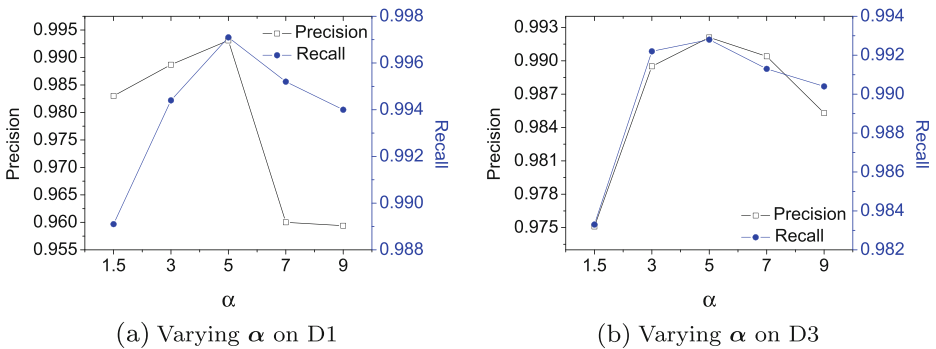 0.995
0.990
0.985
0.980
0.975
0.970
0.965
0.960
0.955
Precision
Precision
Recall
0.998
0.996
0.994
0.992
0.990
0.988
Recall
1.5 3 5 7 9
α
(a) Varying α on D1
0.993
0.990
0.987
0.984
0.981
0.978
0.975
Precision
Precision
Recall
0.994
0.992
0.990
0.988
0.986
0.984
0.982
Recall
1.5 3 5 7 9
α
(b) Varying α on D3